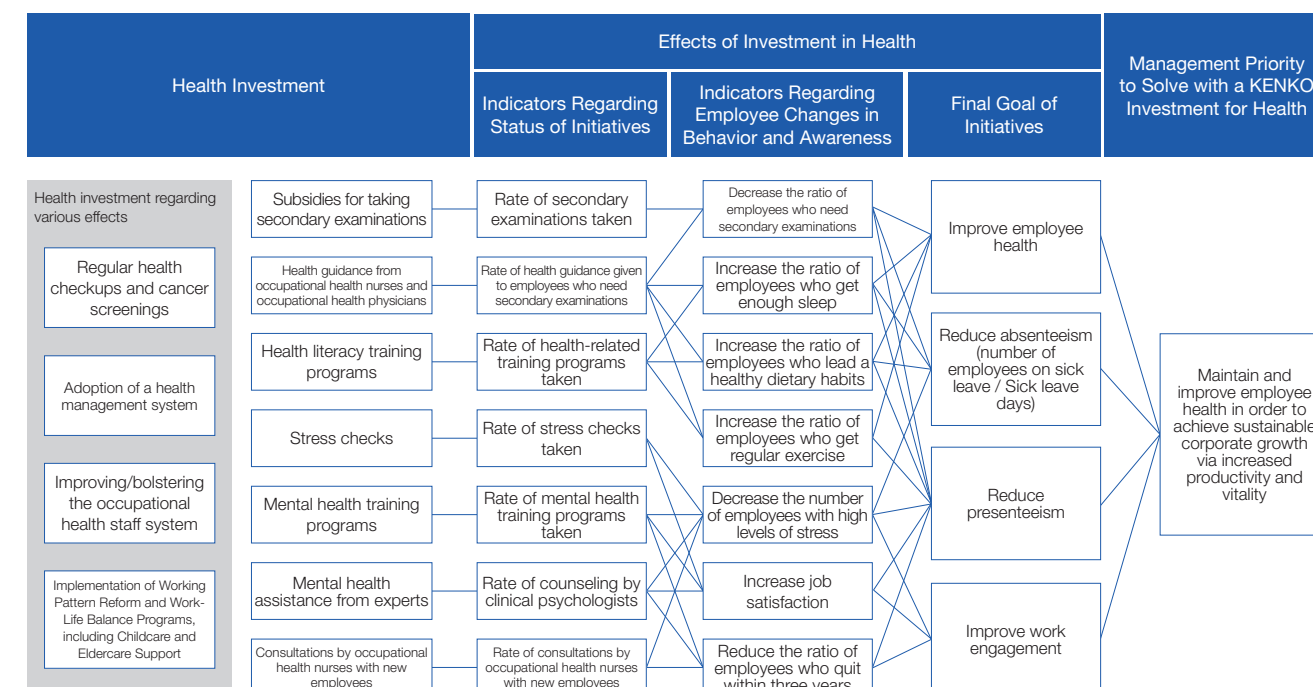 Health Investment
Effects of Investment in Health
Indicators Regarding
Status of Initiatives
Indicators Regarding
Employee Changes in
Behavior and Awareness
Final Goal of
Initiatives
Management Priority
to Solve with a KENKO
Investment for Health
Health investment regarding
various effects
Regular health
checkups and cancer
screenings
Adoption of a health
management system
Improving/bolstering
the occupational
health staff system
Implementation of Working
Pattern Reform and Work-
Life Balance Programs,
including Childcare and
Eldercare Support
Subsidies for taking
secondary examinations
Health guidance from
occupational health nurses and
occupational health physicians
Health literacy training
programs
Stress checks
Mental health training
programs
Mental health
assistance from experts
Consultations by occupational
health nurses with new
employees
Rate of secondary
examinations taken
Rate of health guidance given
to employees who need
secondary examinations
Rate of health-related
training programs
taken
Rate of stress checks
taken
Rate of mental health
training programs
taken
Rate of counseling by
clinical psychologists
Rate of consultations by
occupational health nurses
with new employees
Decrease the ratio of
employees who need
secondary examinations
Increase the ratio of
employees who get
enough sleep
Increase the ratio of
employees who lead a
healthy dietary habits
Increase the ratio of
employees who get
regular exercise
Decrease the number
of employees with high
levels of stress
Increase job
satisfaction
Reduce the ratio of
employees who quit
within three years
Improve employee
health
Reduce absenteeism
(number of
employees on sick
leave / Sick leave
days)
Reduce
presenteeism
Improve work
engagement
Maintain and
improve employee
health in order to
achieve sustainable
corporate growth
via increased
productivity and
vitality